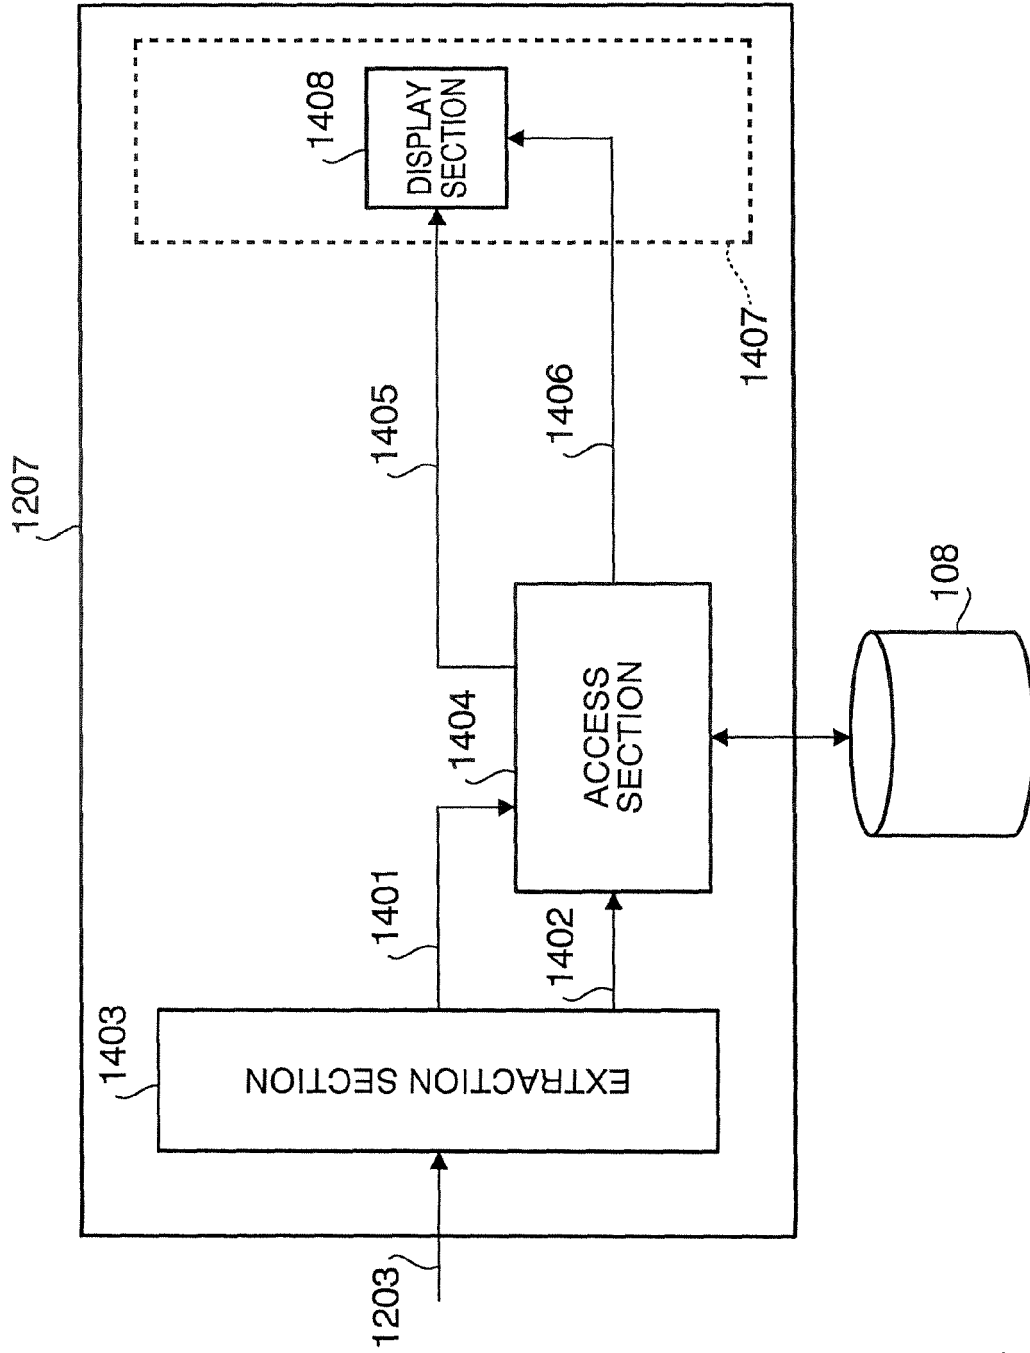 1207
1408
DISPLAY
SECTION
1405
1406
1407
1404
ACCESS
SECTION
108
1401
1402
1403
EXTRACTION SECTION
1203